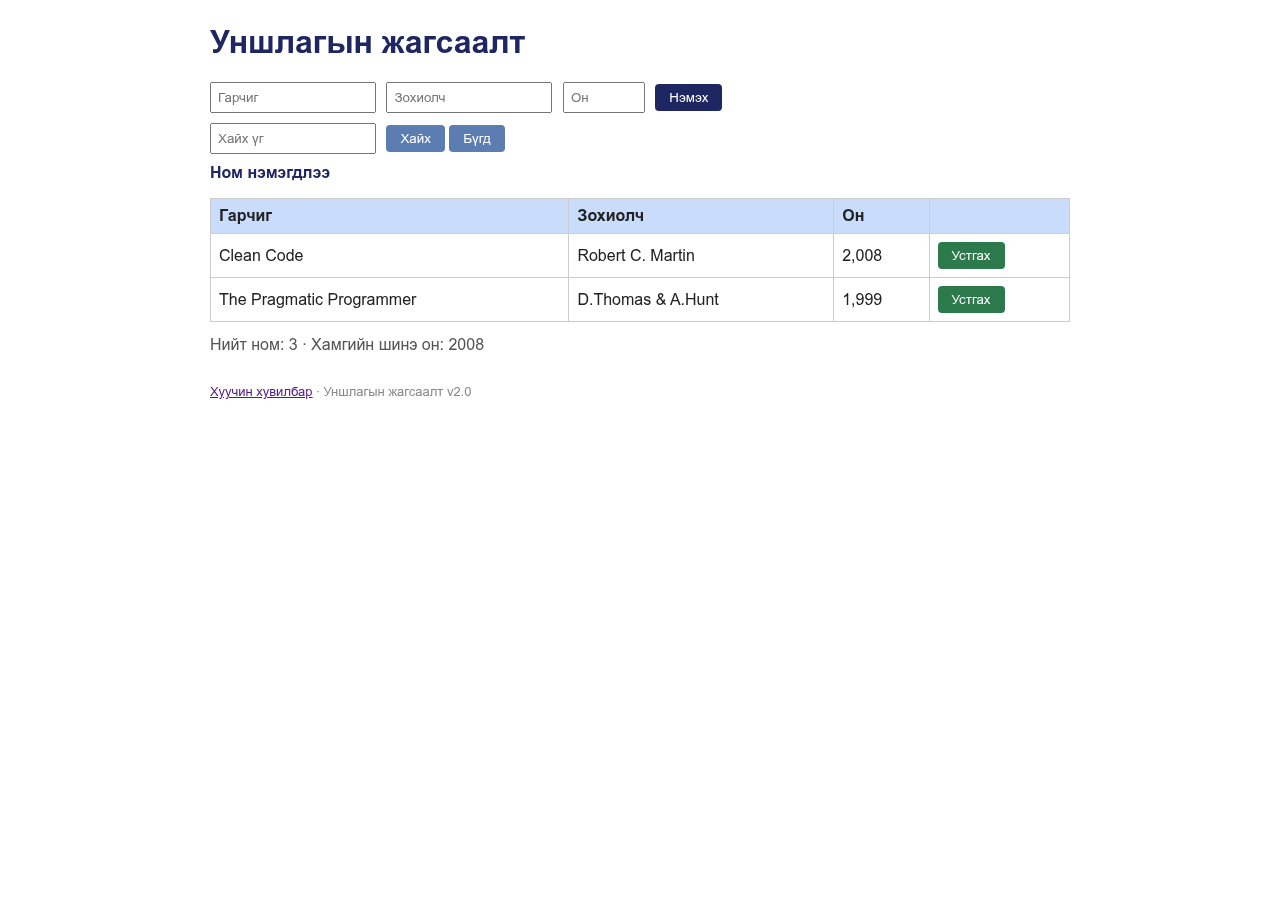 Уншлагын жагсаалт
Гарчиг Зохиолч Он Нэмэх
Хайх үг Хайх Бүгд
Ном нэмэгдлээ
Гарчиг Зохиолч Он
Clean Code Robert C. Martin 2,008 Устгах
The Pragmatic Programmer D.Thomas & A.Hunt 1,999 Устгах
Нийт ном: 3 · Хамгийн шинэ он: 2008
Хуучин хувилбар · Уншлагын жагсаалт v2.0